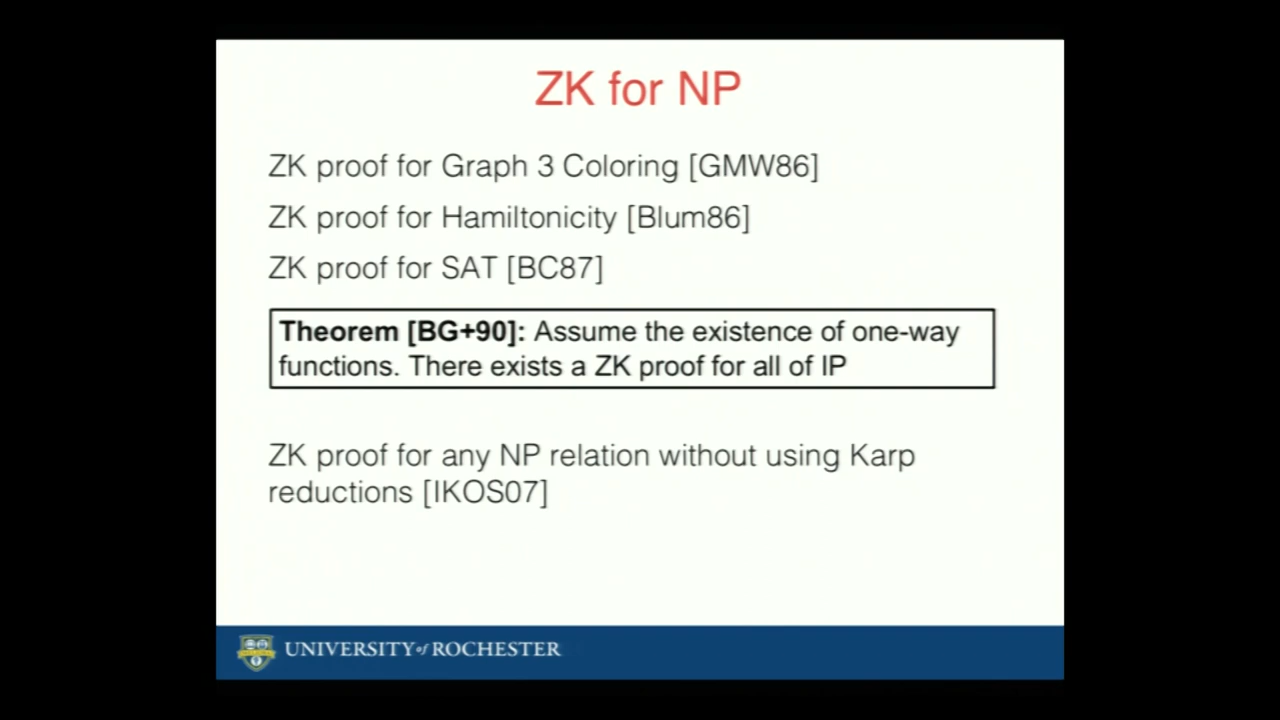 ZK for NP
ZK proof for Graph 3 Coloring [GMW86]
ZK proof for Hamiltonicity [Blum86]
ZK proof for SAT [BC87]
Theorem [BG+90]: Assume the existence of one-way
functions. There exists a ZK proof for all of IP
ZK proof for any NP relation without using Karp
reductions [IKOS07]
UNIVERSITY of ROCHESTER